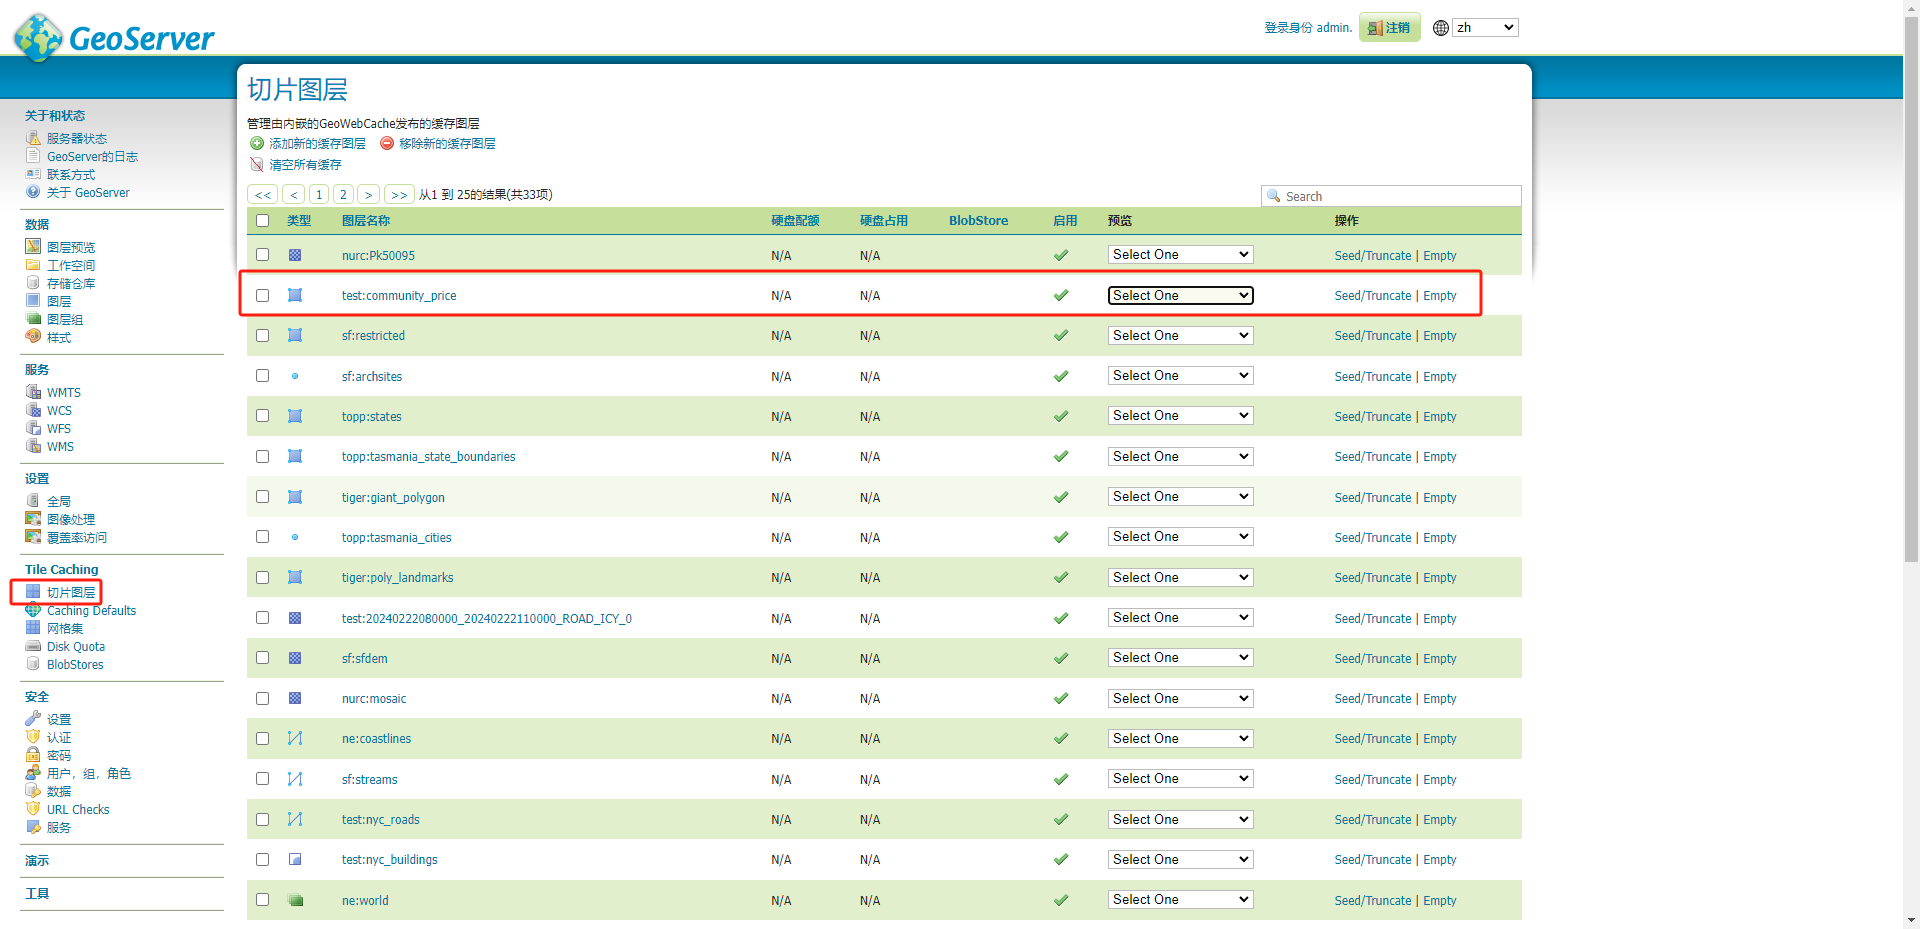 GeoServer
登录身份 admin. 注销 zh
关于和状态
服务器状态
GeoServer的日志
联系方式
关于 GeoServer
数据
图层预览
工作空间
存储仓库
图层
图层组
样式
服务
WMTS
WCS
WFS
WMS
设置
全局
图像处理
覆盖率访问
Tile Caching
切片图层
Caching Defaults
网格集
Disk Quota
BlobStores
安全
设置
认证
密码
用户，组，角色
数据
URL Checks
服务
演示
工具
切片图层
管理由内嵌的GeoWebCache发布的缓存图层
添加新的缓存图层 移除新的缓存图层
清空所有缓存
<< < 1 2 > >> 从1 到 25的结果(共33项) Search
类型 图层名称 硬盘配额 硬盘占用 BlobStore 启用 预览 操作
nurc:Pk50095 N/A N/A Select One Seed/Truncate | Empty
test:community_price N/A N/A Select One Seed/Truncate | Empty
sf:restricted N/A N/A Select One Seed/Truncate | Empty
sf:archsites N/A N/A Select One Seed/Truncate | Empty
topp:states N/A N/A Select One Seed/Truncate | Empty
topp:tasmania_state_boundaries N/A N/A Select One Seed/Truncate | Empty
tiger:giant_polygon N/A N/A Select One Seed/Truncate | Empty
topp:tasmania_cities N/A N/A Select One Seed/Truncate | Empty
tiger:poly_landmarks N/A N/A Select One Seed/Truncate | Empty
test:20240222080000_20240222110000_ROAD_ICY_0 N/A N/A Select One Seed/Truncate | Empty
sf:sfdem N/A N/A Select One Seed/Truncate | Empty
nurc:mosaic N/A N/A Select One Seed/Truncate | Empty
ne:coastlines N/A N/A Select One Seed/Truncate | Empty
sf:streams N/A N/A Select One Seed/Truncate | Empty
test:nyc_roads N/A N/A Select One Seed/Truncate | Empty
test:nyc_buildings N/A N/A Select One Seed/Truncate | Empty
ne:world N/A N/A Select One Seed/Truncate | Empty